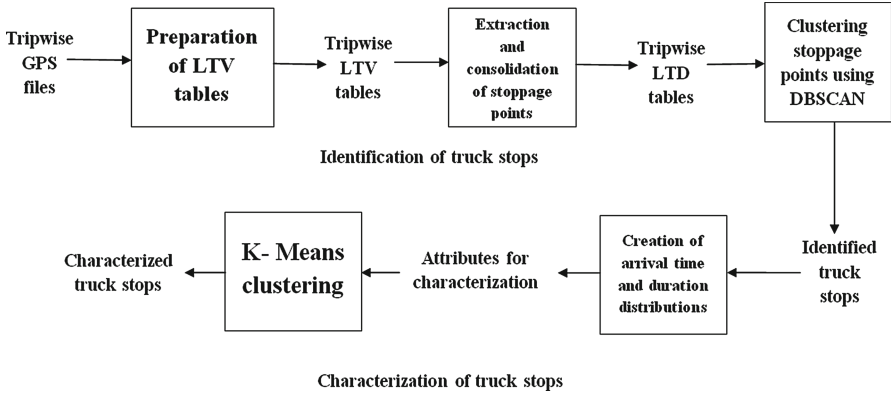 Tripwise
GPS
files
Preparation
of LTV
tables
Tripwise
LTV
tables
Extraction
and
consolidation
of stoppage
points
Tripwise
LTD
tables
Clustering
stoppage
points using
DBSCAN
Identification of truck stops
Identified
truck
stops
Creation of
arrival time
and duration
distributions
Attributes for
characterization
K- Means
clustering
Characterized
truck stops
Characterization of truck stops